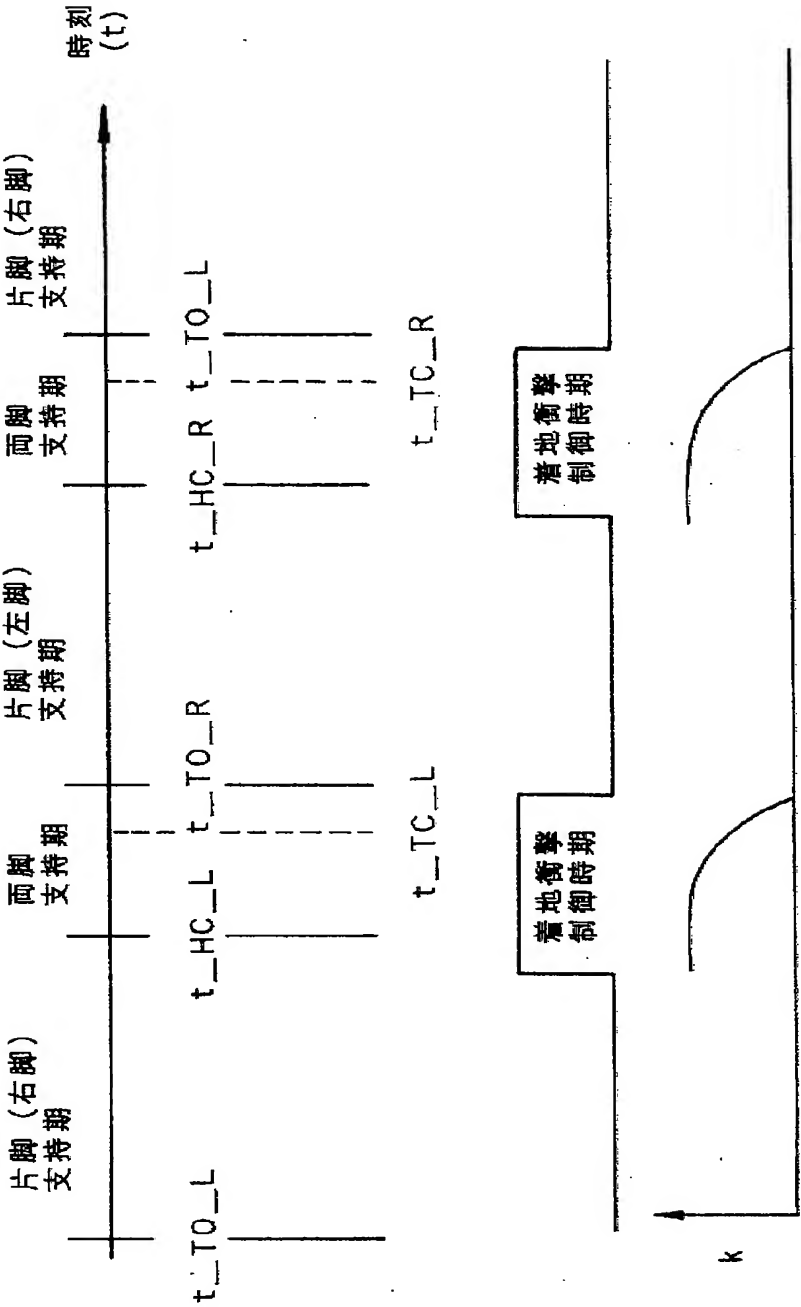 片脚 (右脚)
支持期
両脚
支持期
片脚 (左脚)
支持期
両脚
支持期
片脚 (右脚)
支持期
時刻
(t)
t_TO_L
t_HC_L
t_TO_R
t_HC_R
t_TO_L
t_TC_L
t_TC_R
着地衝撃
制御時期
着地衝撃
制御時期
k